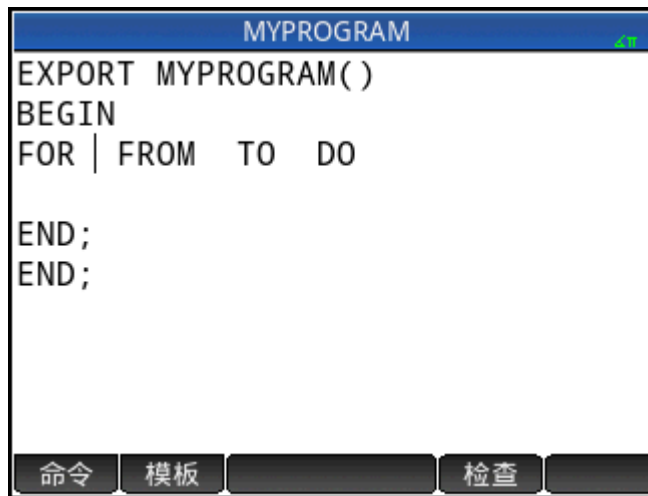 MYPROGRAM
∡π
EXPORT MYPROGRAM()
BEGIN
FOR FROM TO DO
END;
END;
命令 模板 检查